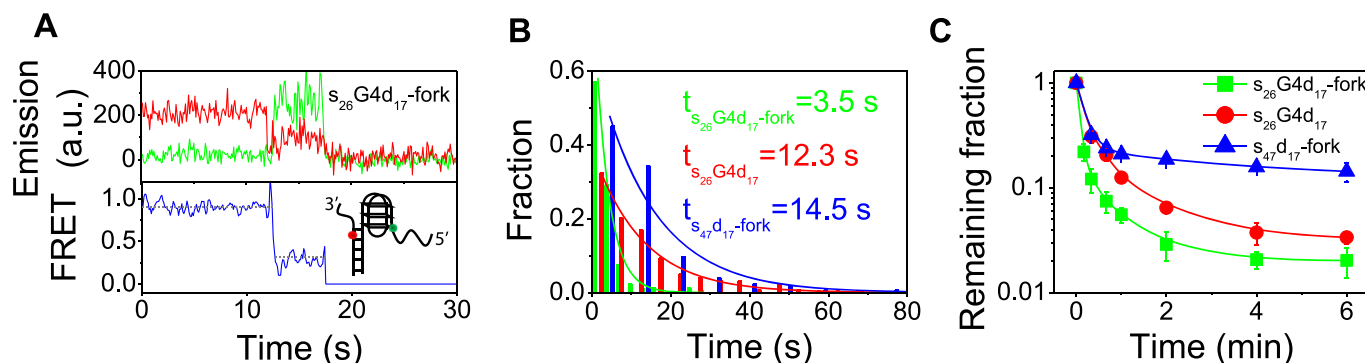 A
Emission
(a.u.)
400
200
0
s₂₆G4d₁₇-fork
FRET
1.0
0.5
0.0
3′
5′
0 10 20 30
Time (s)
B
Fraction
0.6
0.4
0.2
0.0
t s₂₆G4d₁₇-fork =3.5 s
t s₂₆G4d₁₇ =12.3 s
t s₄₇d₁₇-fork =14.5 s
0 20 40 60 80
Time (s)
C
Remaining fraction
1
0.1
0.01
s₂₆G4d₁₇-fork
s₂₆G4d₁₇
s₄₇d₁₇-fork
0 2 4 6
Time (min)